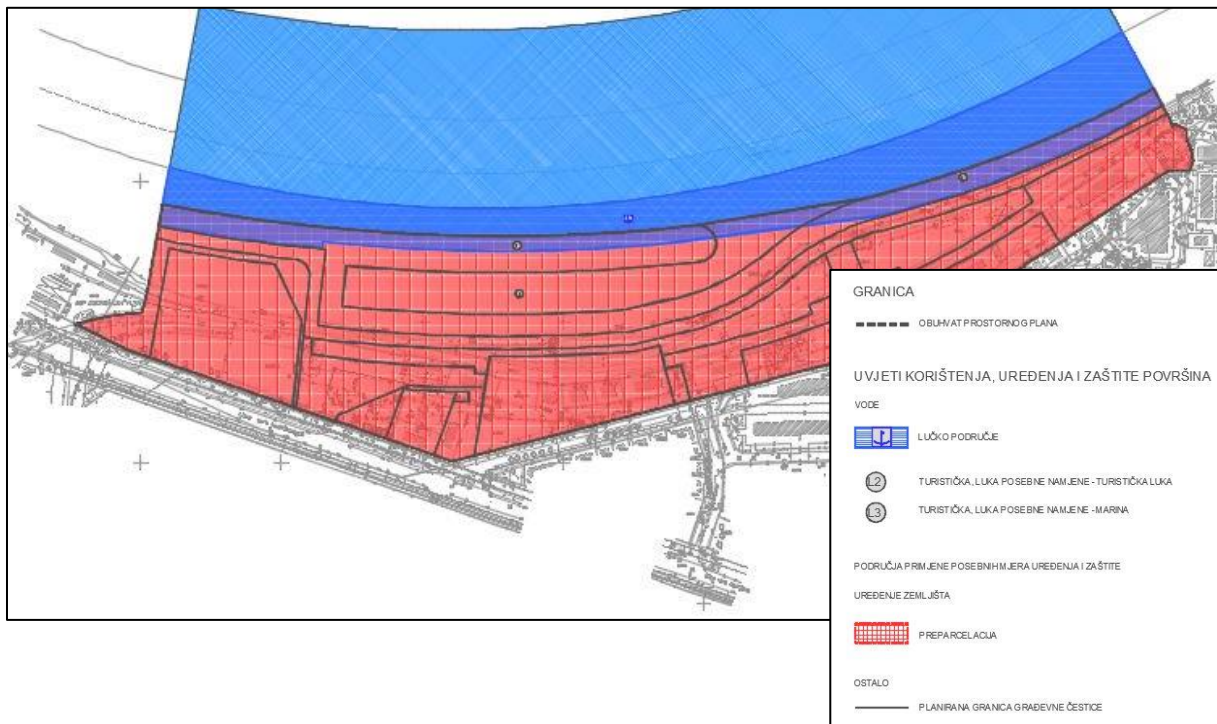 GRANICA
OBUHVAT PROSTORNOG PLANA
UVJETI KORIŠTENJA, UREĐENJA I ZAŠTITE POVRŠINA
VODE
LUČKO PODRUČJE
L2 TURISTIČKA, LUKA POSEBNE NAMJENE - TURISTIČKA LUKA
L3 TURISTIČKA, LUKA POSEBNE NAMJENE - MARINA
PODRUČJA PRIMJENE POSEBNIH MJERA UREĐENJA I ZAŠTITE
UREĐENJE ZEMLJIŠTA
PREPARCELACIJA
OSTALO
PLANIRANA GRANICA GRAĐEVNE ČESTICE